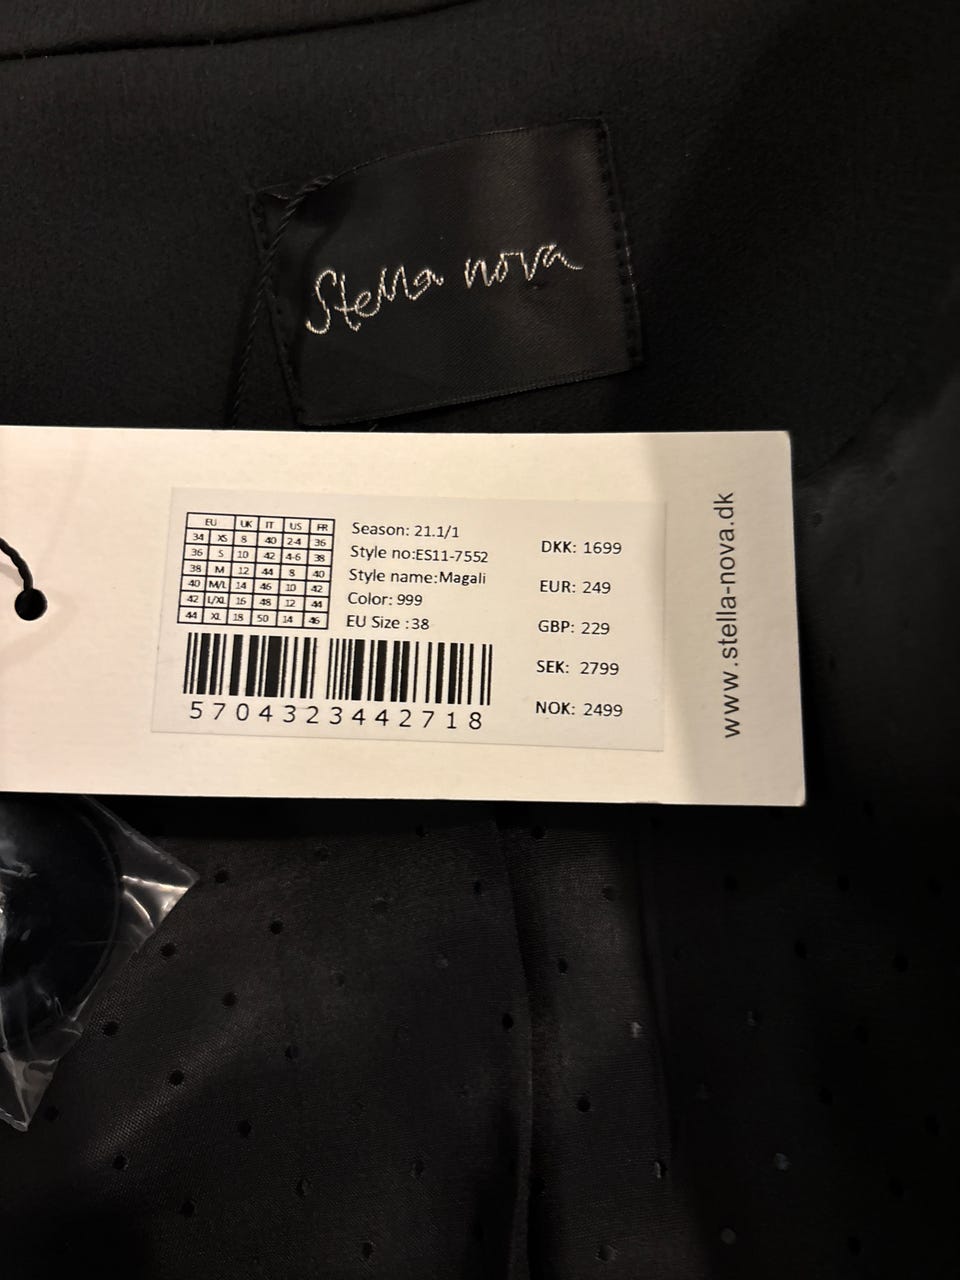 Stella nova
EU UK IT US FR
34 XS 8 40 2-4 36
36 S 10 42 4-6 38
38 M 12 44 8 40
40 M/L 14 46 10 42
42 L/XL 16 48 12 44
44 XL 18 50 14 46
Season: 21.1/1
Style no:ES11-7552
Style name:Magali
Color: 999
EU Size :38
5704323442718
DKK: 1699
EUR: 249
GBP: 229
SEK: 2799
NOK: 2499
www.stella-nova.dk